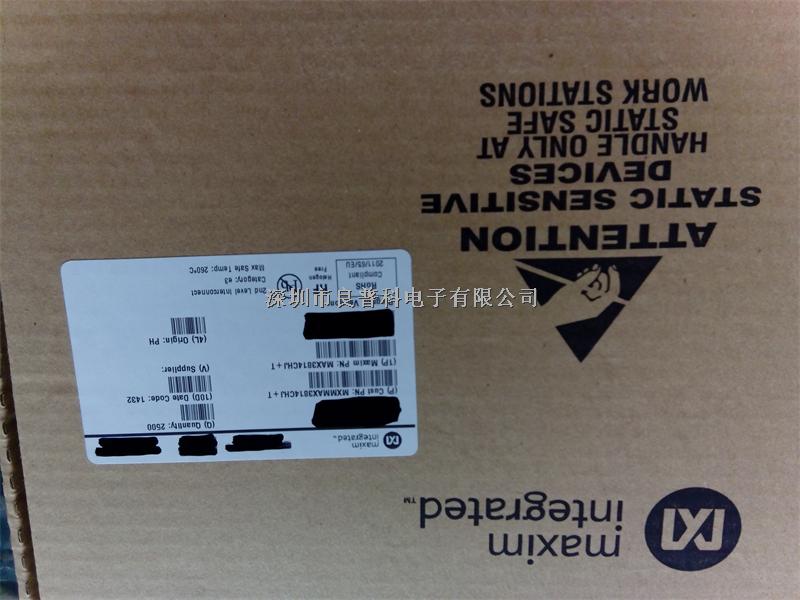 maxim
integrated™
ATTENTION
STATIC SENSITIVE
DEVICES
HANDLE ONLY AT
STATIC SAFE
WORK STATIONS
maxim
integrated™
(P) Cust PN: MXMMAX3814CHJ+T
(1P) Maxim PN: MAX3814CHJ+T
(Q) Quantity: 2500
(10D) Date Code: 1432
(V) Supplier:
(4L) Origin: PH
RoHS
Compliant
2011/65/EU
Halogen
Free
Pb
2nd Level Interconnect
Category: e3
Max Safe Temp: 260°C
深圳市良普科电子有限公司